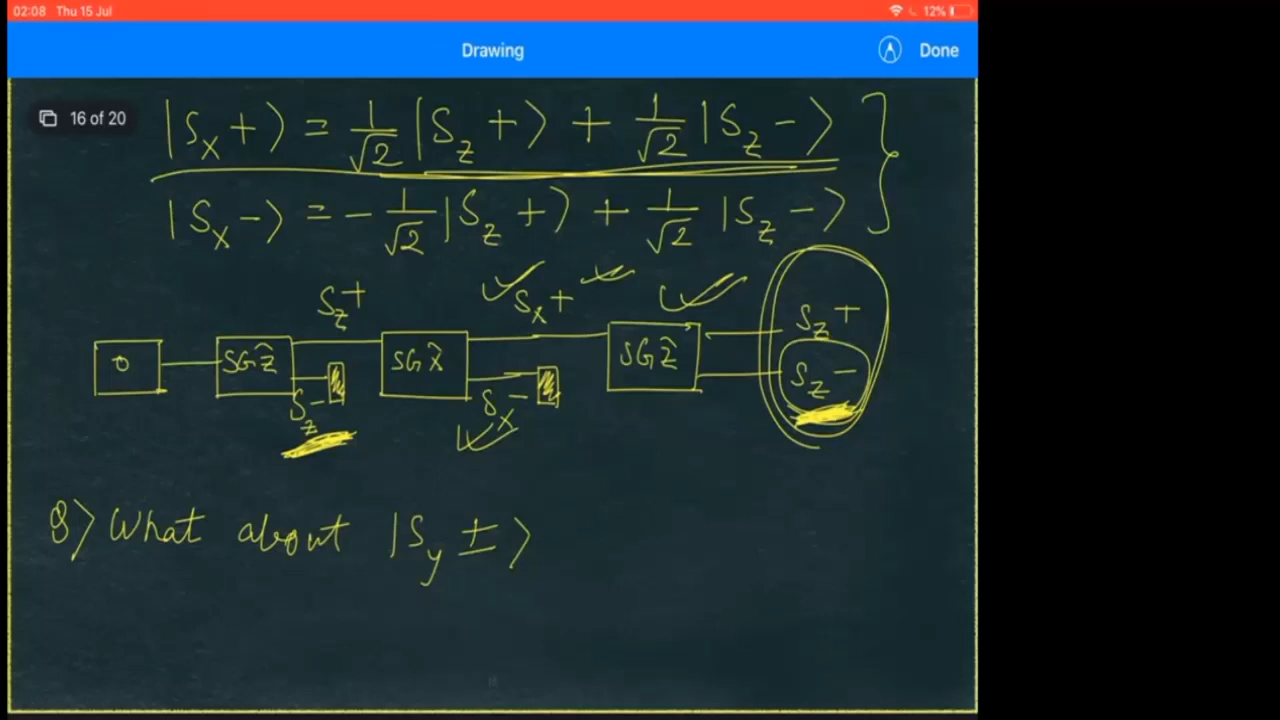 02:08 Thu 15 Jul 12%
Drawing Done
16 of 20
|Sx +⟩ = 1/√2 |Sz +⟩ + 1/√2 |Sz −⟩
|Sx −⟩ = − 1/√2 |Sz +⟩ + 1/√2 |Sz −⟩
Sz+ Sx+ Sz+
0 SGẑ SGx̂ SGẑ
Sz− Sx− Sz−
8) What about |Sy ±⟩